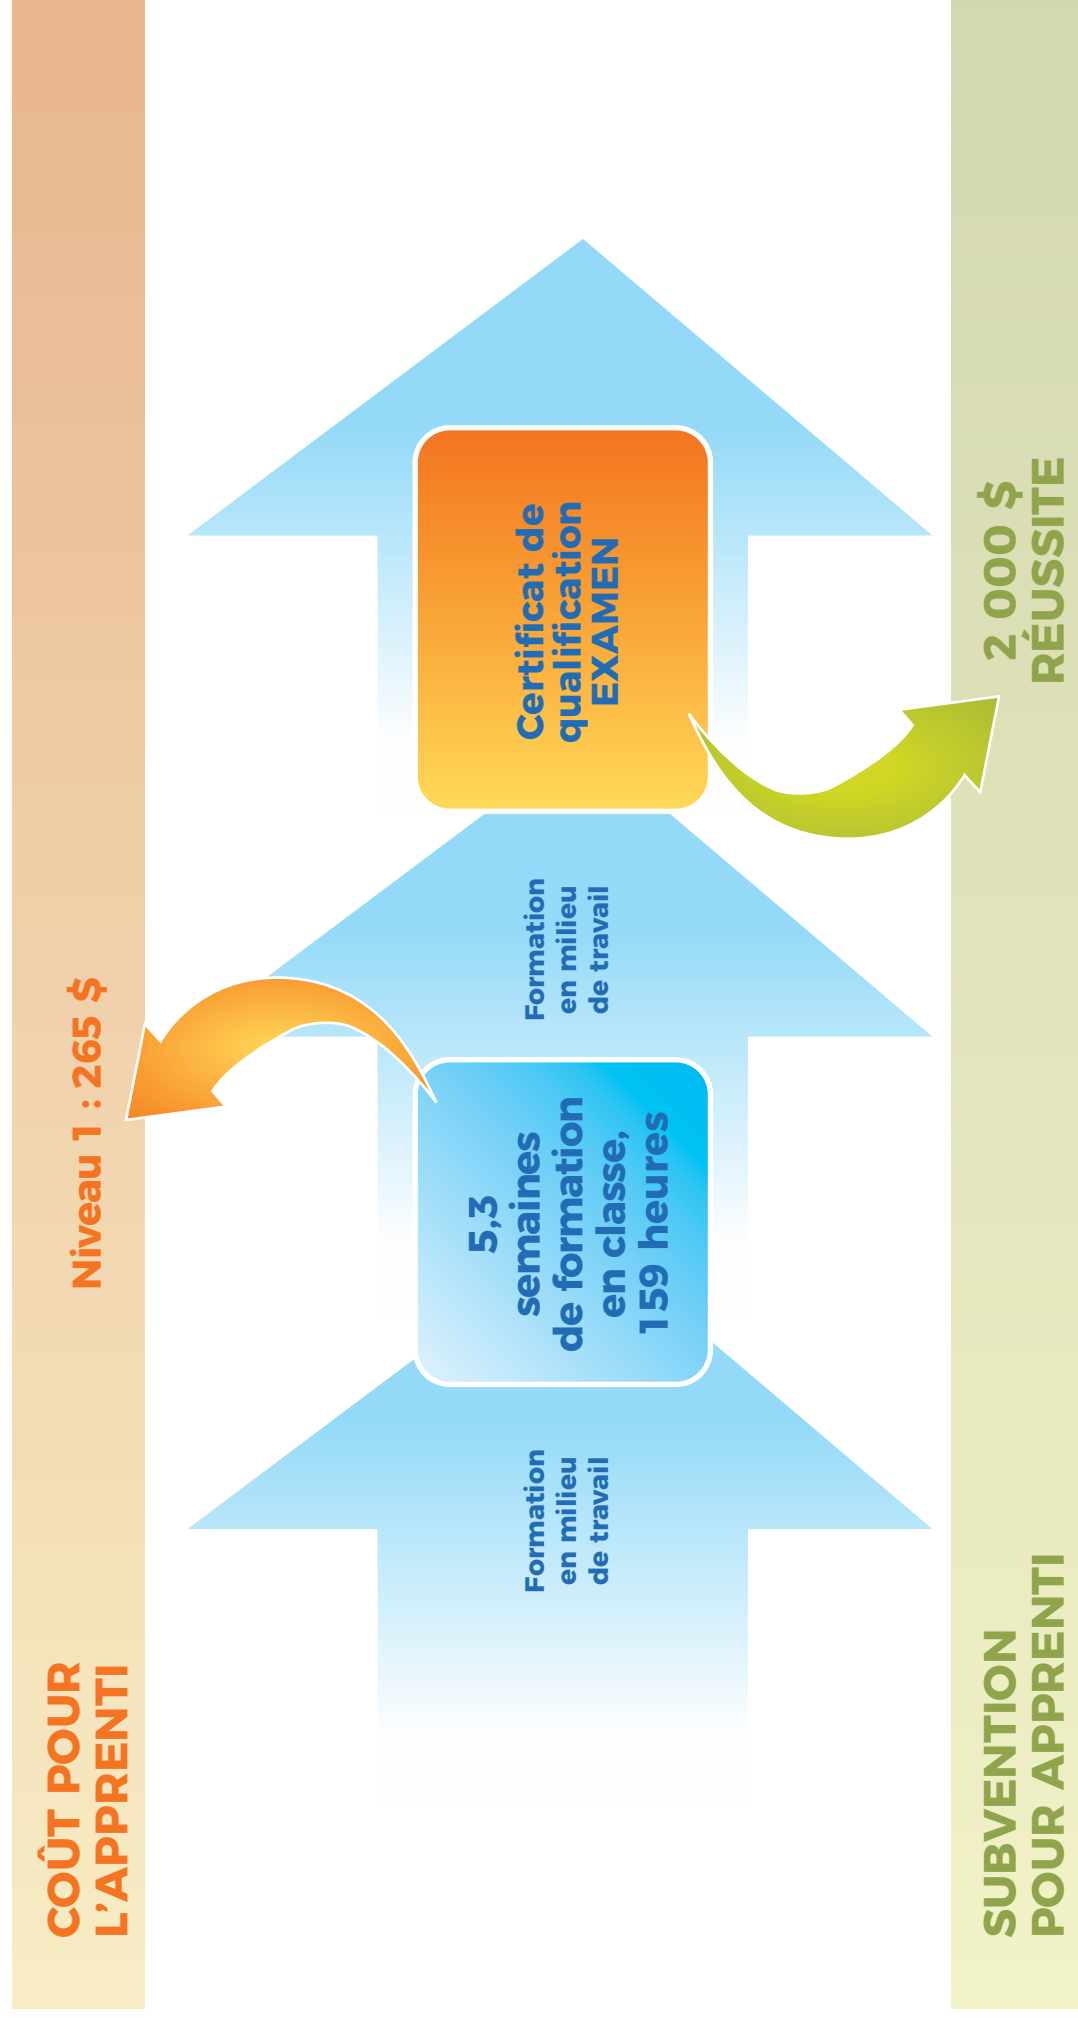 COÛT POUR
L’APPRENTI
Niveau 1 : 265 $
Formation
en milieu
de travail
5,3
semaines
de formation
en classe,
159 heures
Formation
en milieu
de travail
Certificat de
qualification
EXAMEN
SUBVENTION
POUR APPRENTI
2 000 $
RÉUSSITE